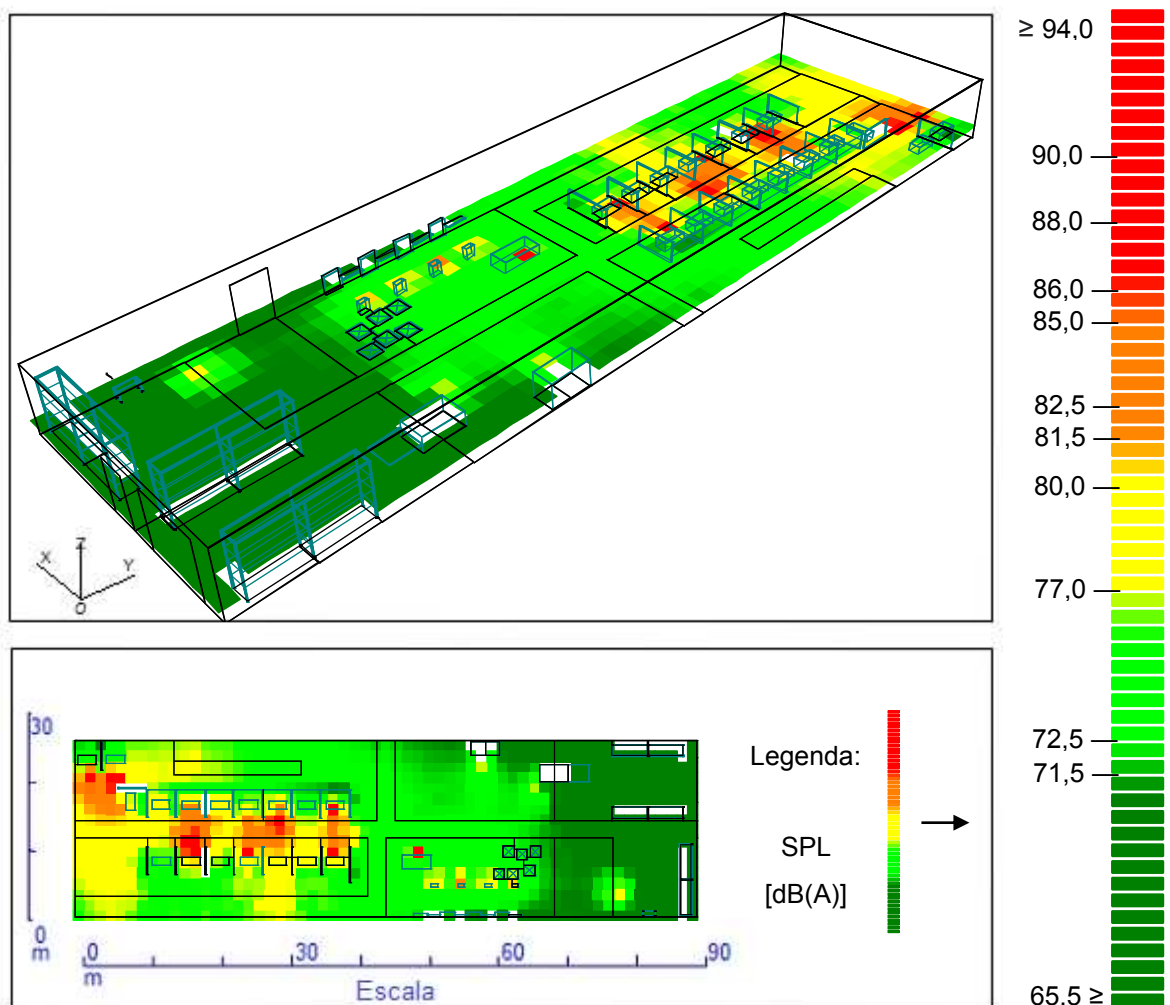 ≥ 94,0
90,0
88,0
86,0
85,0
82,5
81,5
80,0
77,0
72,5
71,5
65,5 ≥
X
Z
Y
O
30
0
m
0
m
30
60
90
Escala
Legenda:
SPL
[dB(A)]